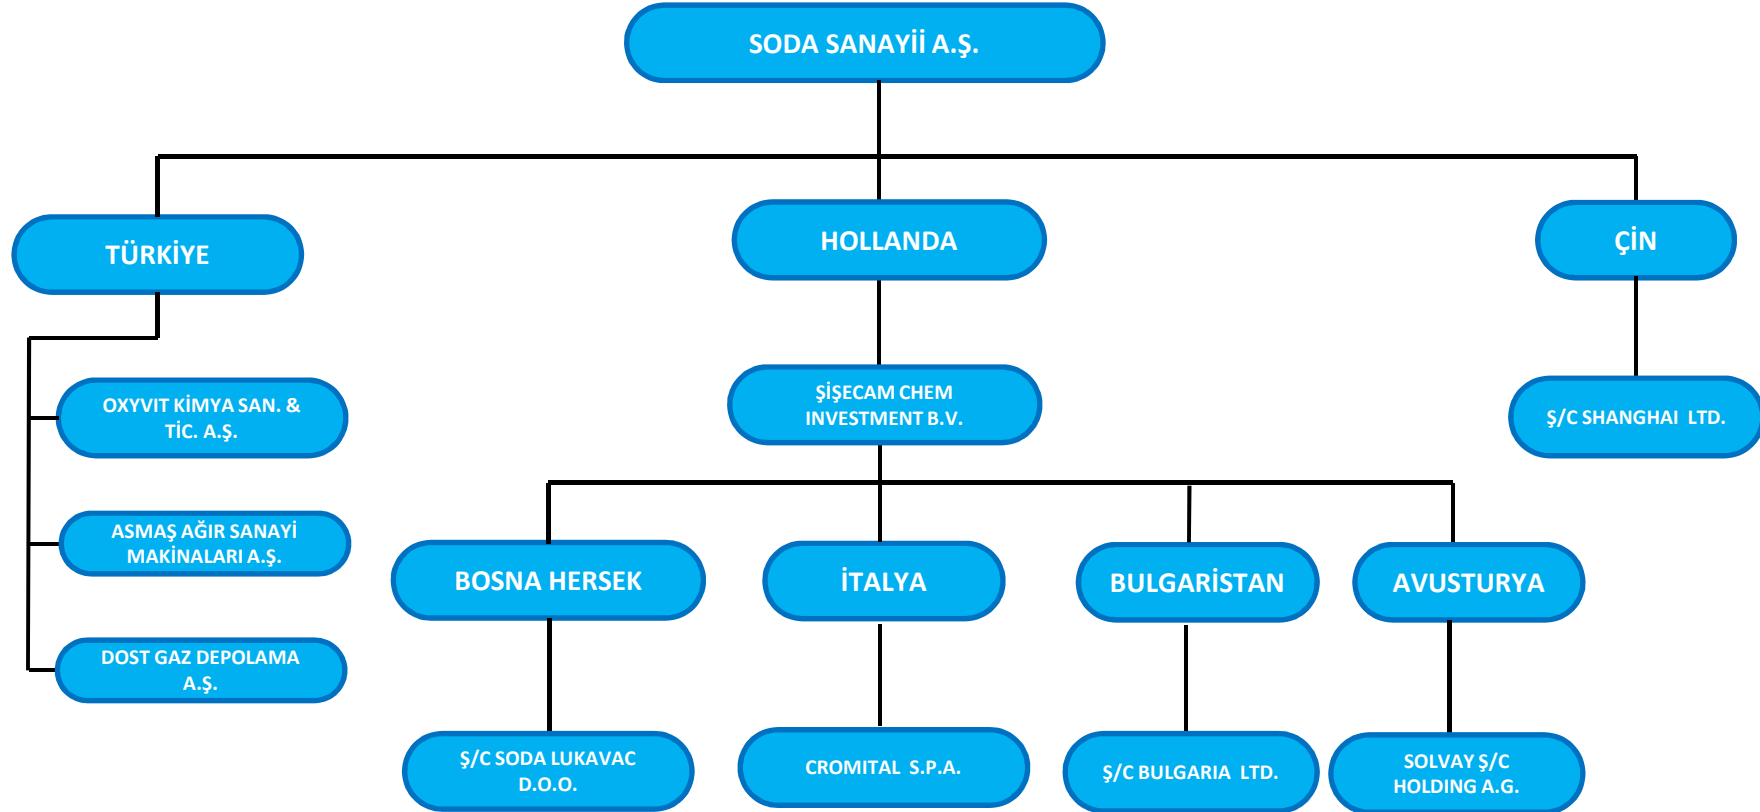 SODA SANAYİİ A.Ş.
TÜRKİYE
HOLLANDA
ÇİN
OXYVIT KİMYA SAN. &
TİC. A.Ş.
ŞİŞECAM CHEM
INVESTMENT B.V.
Ş/C SHANGHAI LTD.
ASMAŞ AĞIR SANAYİ
MAKİNALARI A.Ş.
DOST GAZ DEPOLAMA
A.Ş.
BOSNA HERSEK
İTALYA
BULGARİSTAN
AVUSTURYA
Ş/C SODA LUKAVAC
D.O.O.
CROMITAL S.P.A.
Ş/C BULGARIA LTD.
SOLVAY Ş/C
HOLDING A.G.